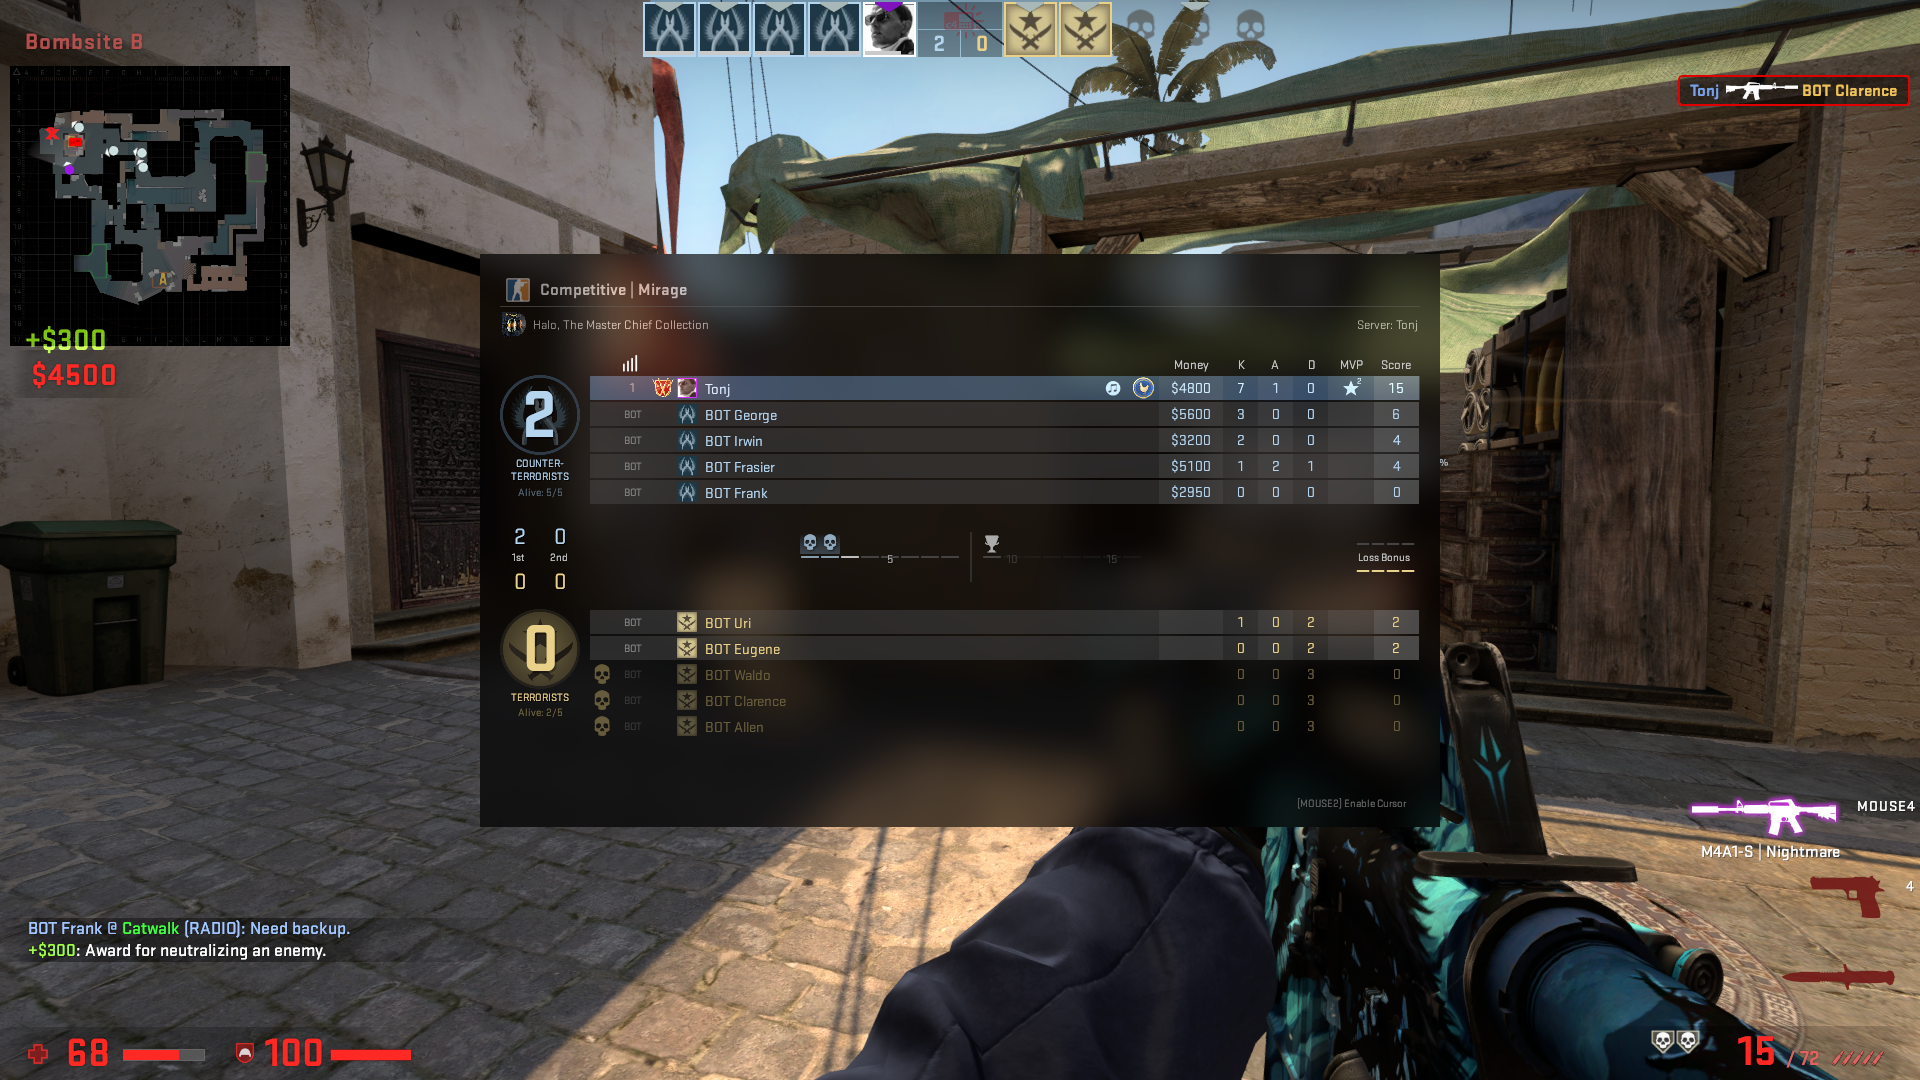 Bombsite B
2 0
Tonj BOT Clarence
+$300
$4500
Competitive | Mirage
Halo, The Master Chief Collection Server: Tonj
Money K A D MVP Score
1 Tonj $4800 7 1 0 2 15
BOT BOT George $5600 3 0 0 6
BOT BOT Irwin $3200 2 0 0 4
BOT BOT Frasier $5100 1 2 1 4
BOT BOT Frank $2950 0 0 0 0
2
COUNTER-
TERRORISTS
Alive: 5/5
2 0
1st 2nd
0 0
5 10 15
Loss Bonus
%
BOT BOT Uri 1 0 2 2
BOT BOT Eugene 0 0 2 2
BOT BOT Waldo 0 0 3 0
BOT BOT Clarence 0 0 3 0
BOT BOT Allen 0 0 3 0
0
TERRORISTS
Alive: 2/5
[MOUSE2] Enable Cursor
MOUSE4
M4A1-S | Nightmare
4
BOT Frank @ Catwalk (RADIO): Need backup.
+$300: Award for neutralizing an enemy.
68 100
15 / 72
A